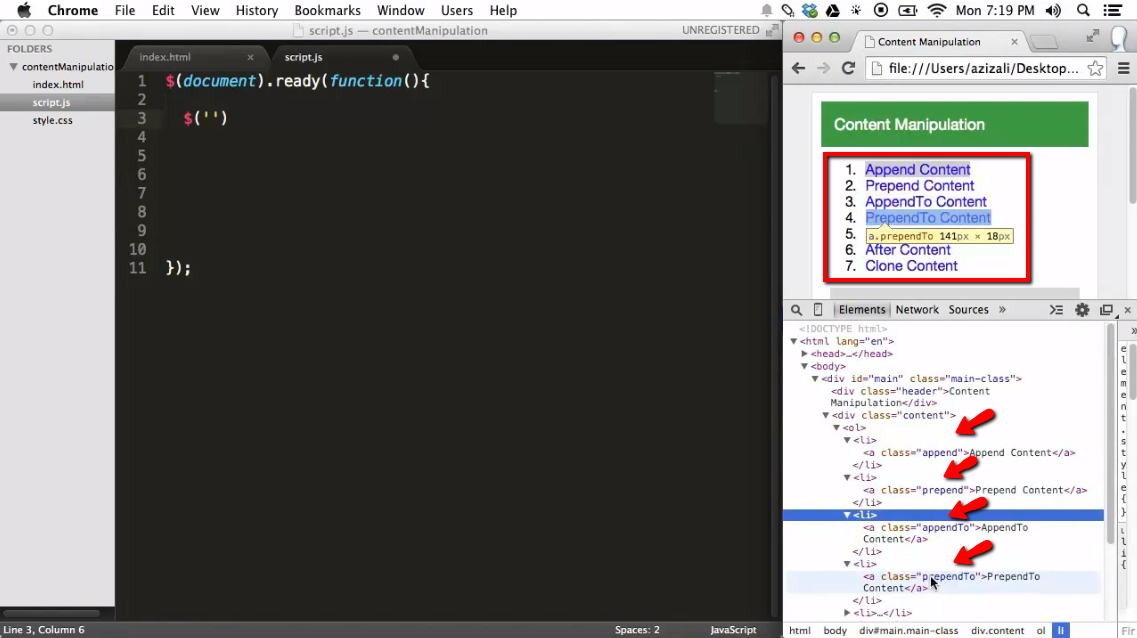 Chrome File Edit View History Bookmarks Window Users Help Mon 7:19 PM
script.js — contentManipulation UNREGISTERED
FOLDERS
contentManipulatio
index.html
script.js
style.css
index.html × script.js
1 $(document).ready(function(){
2
3 $('')
4
5
6
7
8
9
10
11 });
Line 3, Column 6 Spaces: 2 JavaScript
Content Manipulation ×
file:///Users/azizali/Desktop...
Content Manipulation
1. Append Content
2. Prepend Content
3. AppendTo Content
4. PrependTo Content
5.
a.prependTo 141px × 18px
6. After Content
7. Clone Content
Elements Network Sources »
<!DOCTYPE html>
<html lang="en">
<head>…</head>
<body>
<div id="main" class="main-class">
<div class="header">Content
Manipulation</div>
<div class="content">
<ol>
<li>
<a class="append">Append Content</a>
</li>
<li>
<a class="prepend">Prepend Content</a>
</li>
<li>
<a class="appendTo">AppendTo
Content</a>
</li>
<li>
<a class="prependTo">PrependTo
Content</a>
</li>
<li>…</li>
html body div#main.main-class div.content ol li
»
e
l
e
m
e
n
t
.
s
t
y
l
e
{
}
l
i
{
Fir